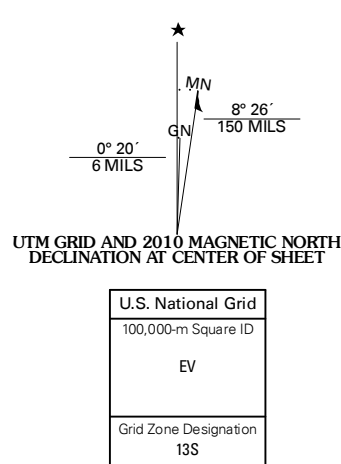 MN
8° 26´
150 MILS
GN
0° 20´
6 MILS
UTM GRID AND 2010 MAGNETIC NORTH
DECLINATION AT CENTER OF SHEET
U.S. National Grid
100,000-m Square ID
EV
Grid Zone Designation
13S